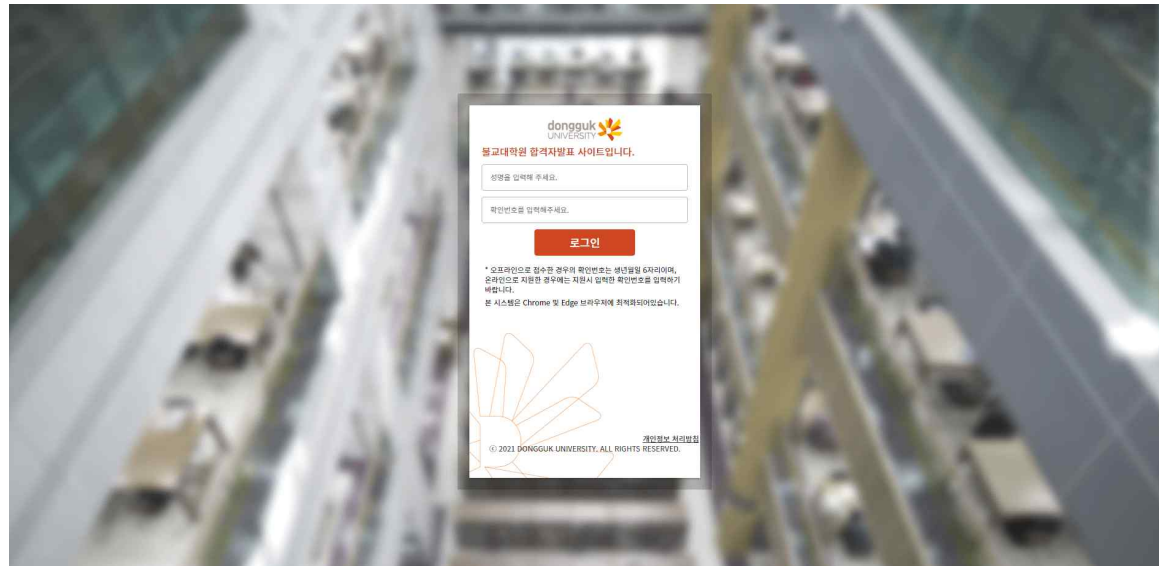 dongguk
UNIVERSITY
불교대학원 합격자발표 사이트입니다.
성명을 입력해 주세요.
확인번호를 입력해주세요.
로그인
* 오프라인으로 접수한 경우의 확인번호는 생년월일 6자리이며,
온라인으로 지원한 경우에는 지원시 입력한 확인번호를 입력하기
바랍니다.
본 시스템은 Chrome 및 Edge 브라우저에 최적화되어있습니다.
개인정보 처리방침
ⓒ 2021 DONGGUK UNIVERSITY. ALL RIGHTS RESERVED.